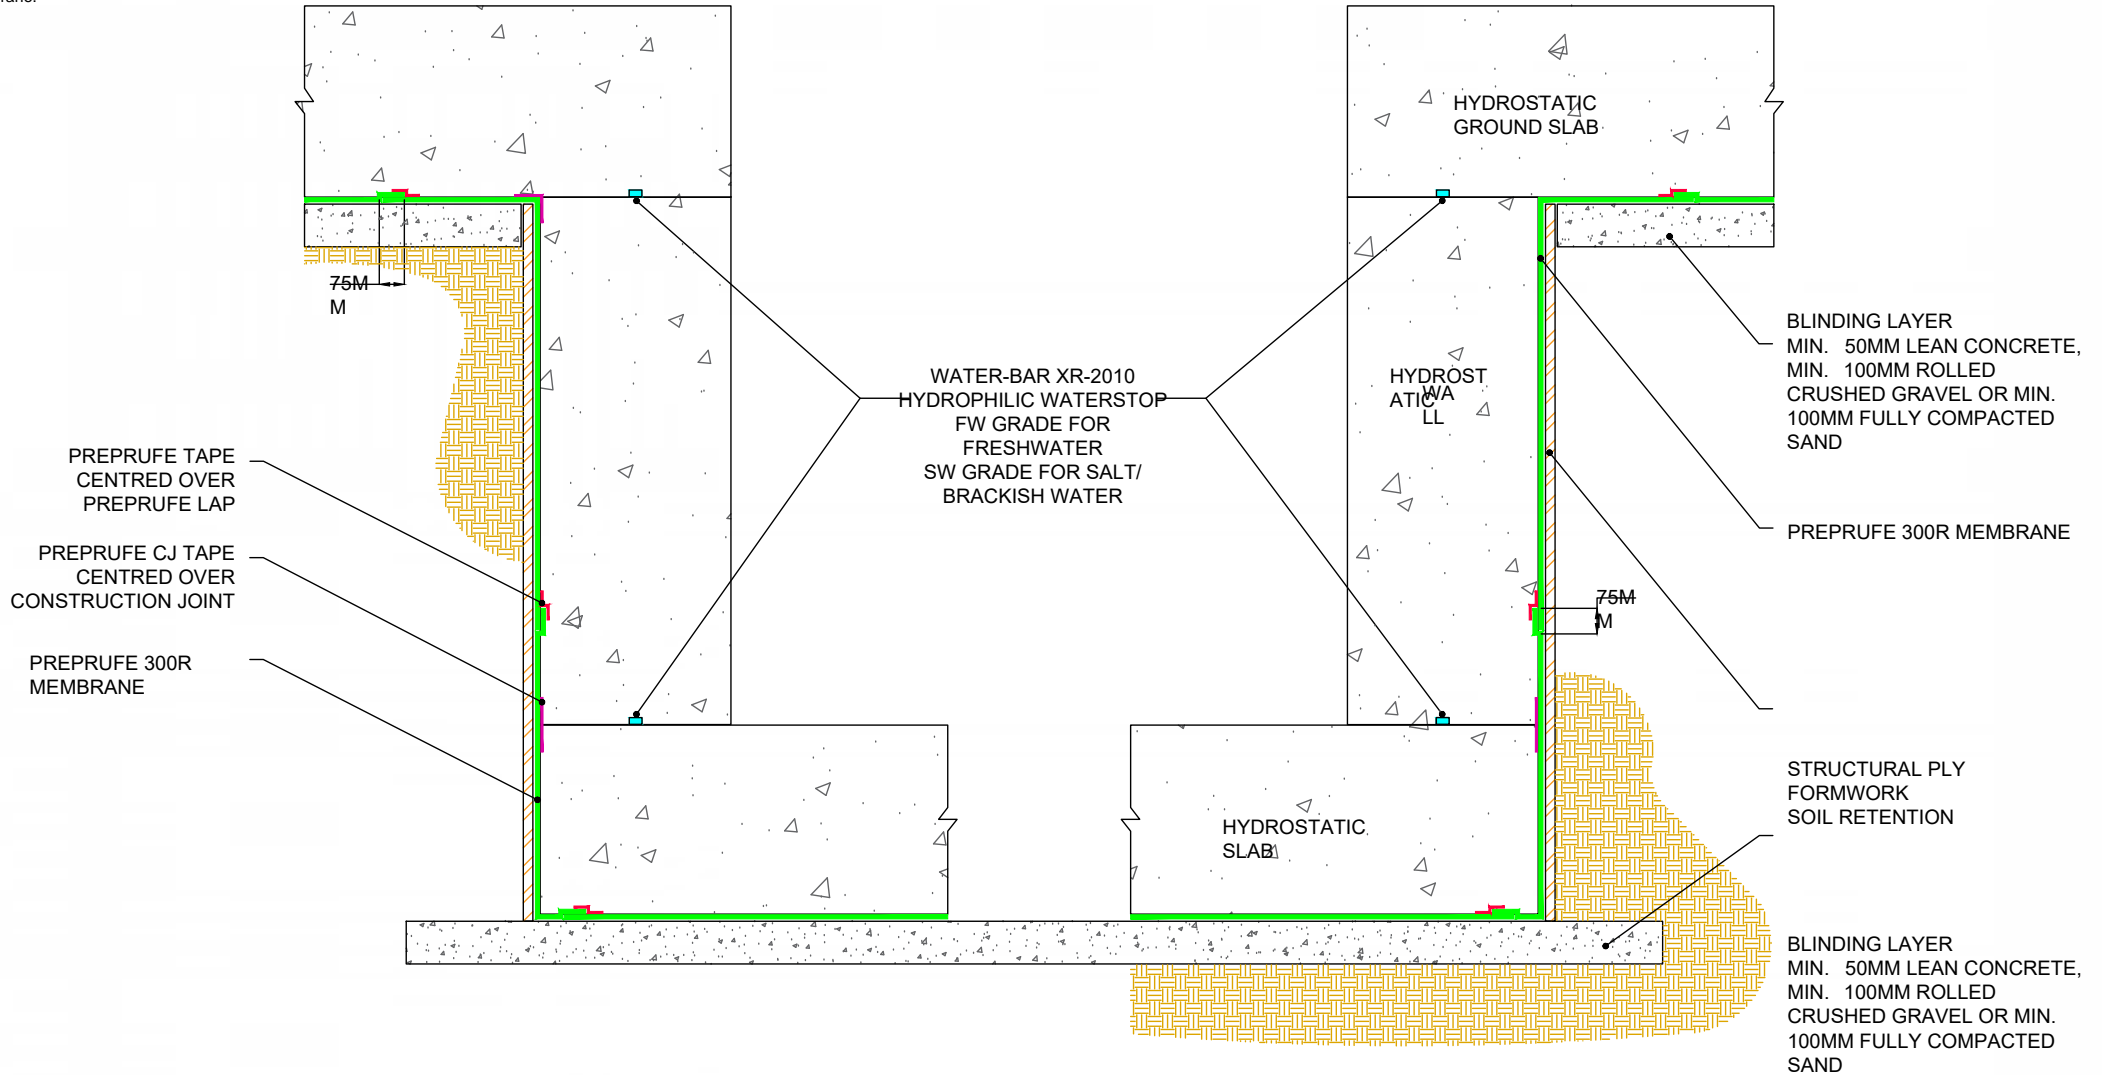 HYDROSTATIC
GROUND SLAB
75M
M
WATER-BAR XR-2010
HYDROPHILIC WATERSTOP
FW GRADE FOR
FRESHWATER
SW GRADE FOR SALT/
BRACKISH WATER
HYDROST
ATIC
WA
LL
BLINDING LAYER
MIN. 50MM LEAN CONCRETE,
MIN. 100MM ROLLED
CRUSHED GRAVEL OR MIN.
100MM FULLY COMPACTED
SAND
PREPRUFE TAPE
CENTRED OVER
PREPRUFE LAP
PREPRUFE CJ TAPE
CENTRED OVER
CONSTRUCTION JOINT
PREPRUFE 300R
MEMBRANE
PREPRUFE 300R MEMBRANE
75M
M
STRUCTURAL PLY
FORMWORK
SOIL RETENTION
HYDROSTATIC
SLAB
BLINDING LAYER
MIN. 50MM LEAN CONCRETE,
MIN. 100MM ROLLED
CRUSHED GRAVEL OR MIN.
100MM FULLY COMPACTED
SAND